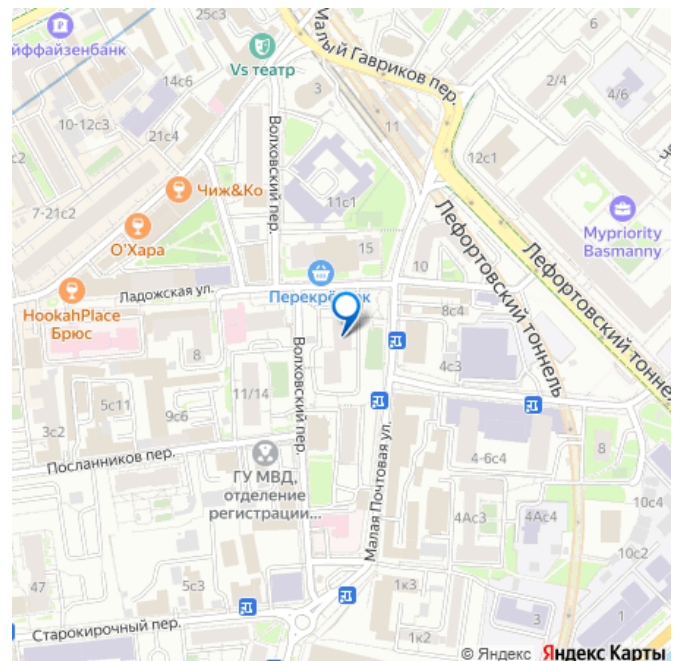 25с3
йффайзенбанк
Vs театр
Малый Гавриков пер.
3
2/4
4/6
14с6
10-12с3
21с4
с2
11
12с1
Волховский пер.
Чиж&Ко
11с1
7-21с2
О'Хара
Mypriority
Basmanny
15
10
Лефортовский тоннель
Лефортовский тоннель
Ладожская ул.
Перекрёсток
HookahPlace
Брюс
8с4
8
4с3
Волховский пер.
11/14
5с11
9с6
3с2
Посланников пер.
Малая Почтовая ул.
ГУ МВД,
отделение
регистрации...
4-6с4
8
10с4
4Ас3
4Ас4
10с2
47
5с3
1к3
3
1
Старокирочный пер.
1к2
© Яндекс Яндекс Карты